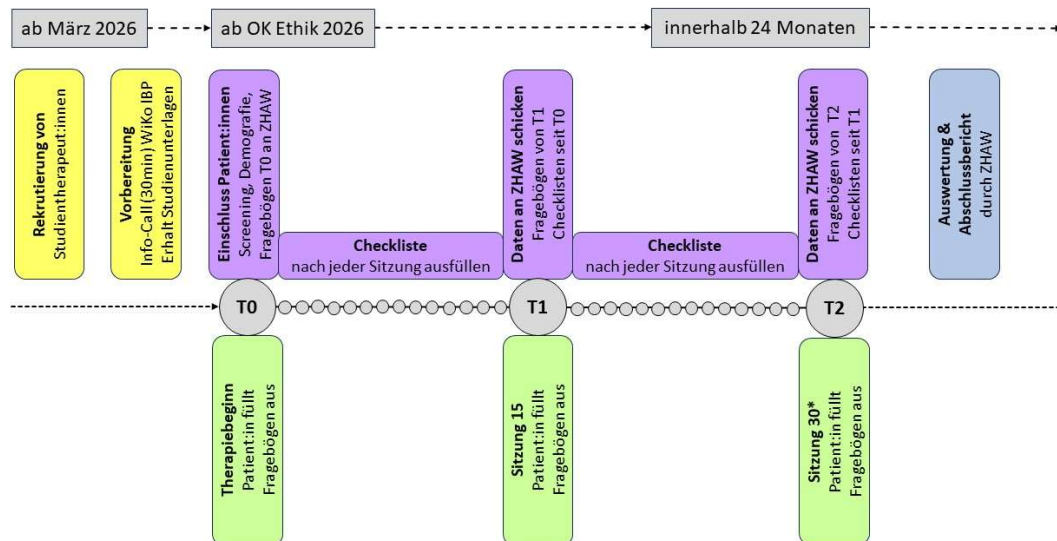 ab März 2026
ab OK Ethik 2026
innerhalb 24 Monaten
Rekrutierung von
Studientherapeut:innen
Vorbereitung
Info-Call (30min) WiKo IBP
Erhalt Studienunterlagen
Einschluss Patient:innen
Screening, Demografie,
Fragebögen T0 an ZHAW
Checkliste
nach jeder Sitzung ausfüllen
Daten an ZHAW schicken
Fragebögen von T1
Checklisten seit T0
Checkliste
nach jeder Sitzung ausfüllen
Daten an ZHAW schicken
Fragebögen von T2
Checklisten seit T1
Auswertung &
Abschlussbericht
durch ZHAW
T0
T1
T2
Therapiebeginn
Patient:in füllt
Fragebögen aus
Sitzung 15
Patient:in füllt
Fragebögen aus
Sitzung 30*
Patient:in füllt
Fragebögen aus